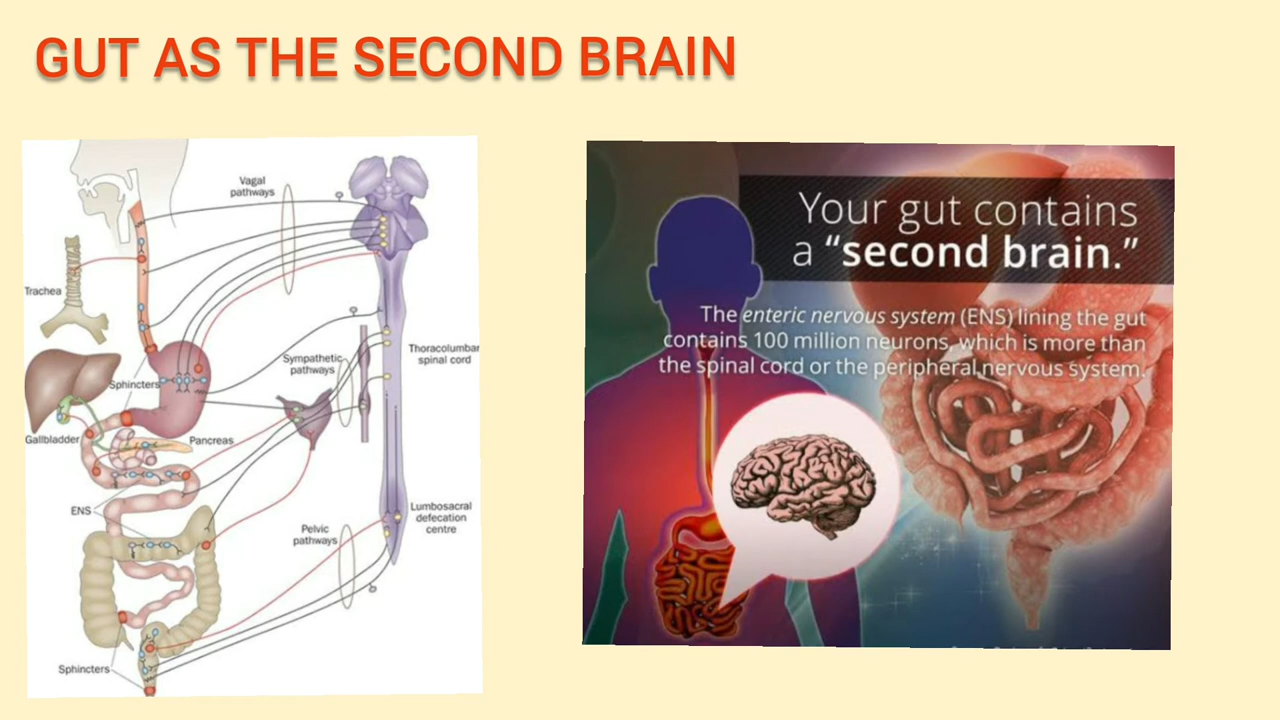 GUT AS THE SECOND BRAIN
Vagal
pathways
Trachea
Sphincters
Sympathetic
pathways
Thoracolumbar
spinal cord
Gallbladder
Pancreas
ENS
Lumbosacral
defecation
centre
Pelvic
pathways
Sphincters
Your gut contains
a “second brain.”
The enteric nervous system (ENS) lining the gut
contains 100 million neurons, which is more than
the spinal cord or the peripheral nervous system.